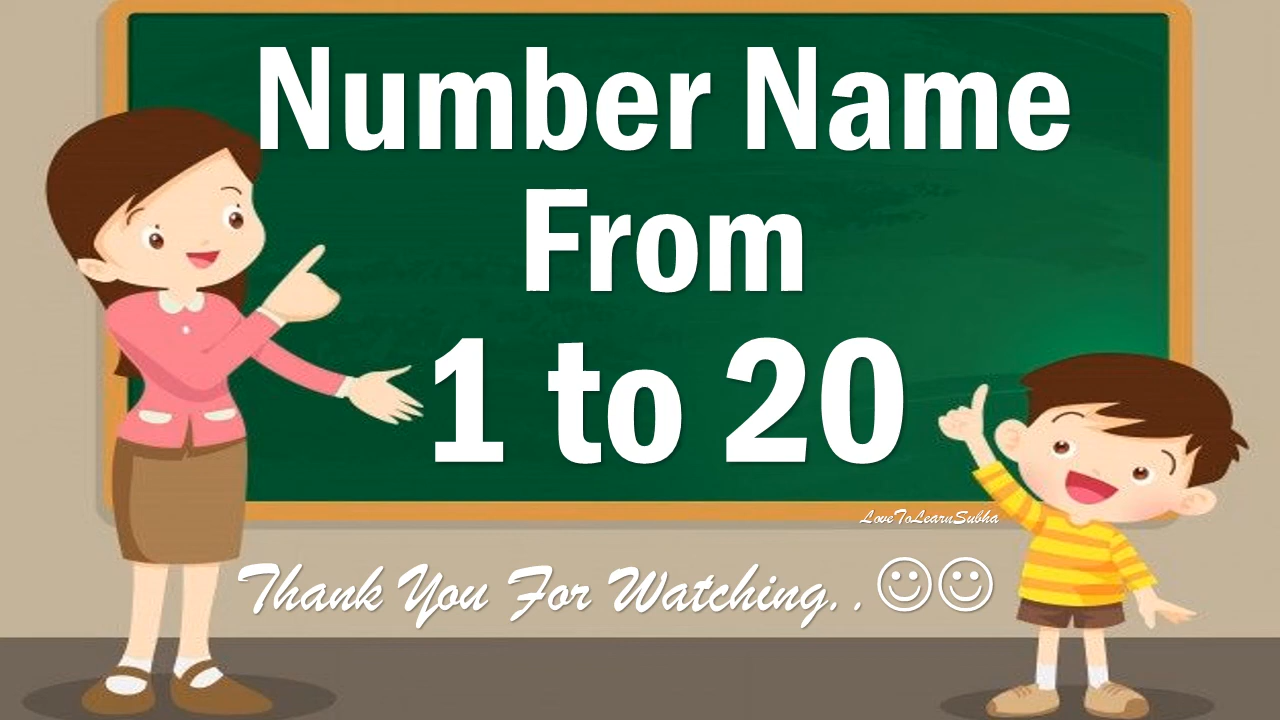 Number Name
From
1 to 20
LoveToLearnSubha
Thank You For Watching. . ☺☺